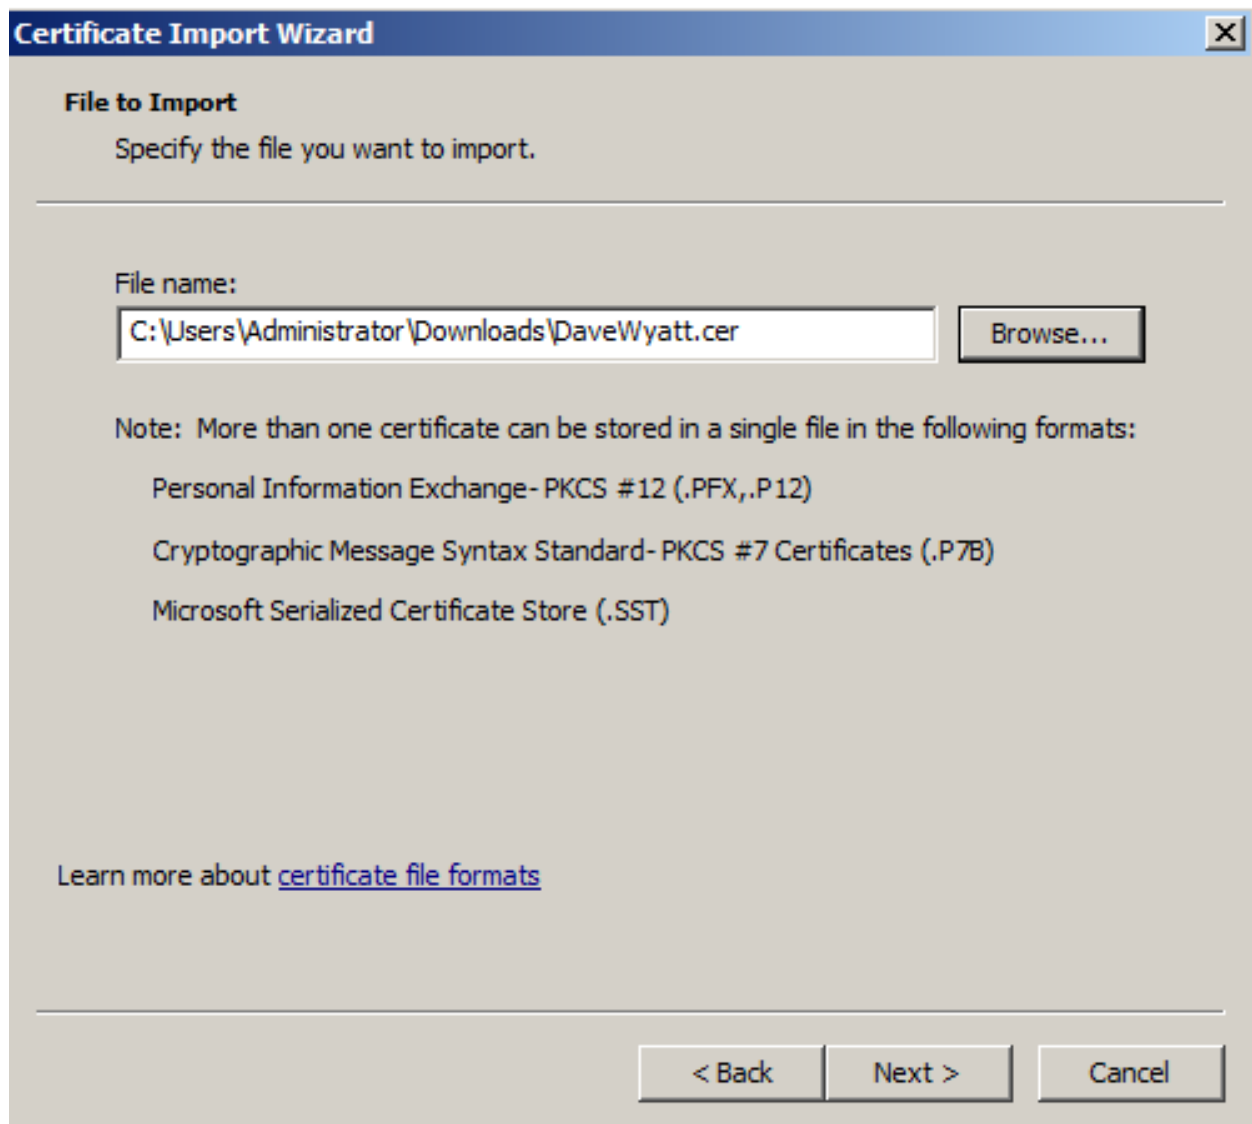 Certificate Import Wizard
File to Import
Specify the file you want to import.
File name:
C:\Users\Administrator\Downloads\DaveWyatt.cer
Browse...
Note:  More than one certificate can be stored in a single file in the following formats:
Personal Information Exchange- PKCS #12 (.PFX,.P12)
Cryptographic Message Syntax Standard- PKCS #7 Certificates (.P7B)
Microsoft Serialized Certificate Store (.SST)
Learn more about certificate file formats
< Back
Next >
Cancel